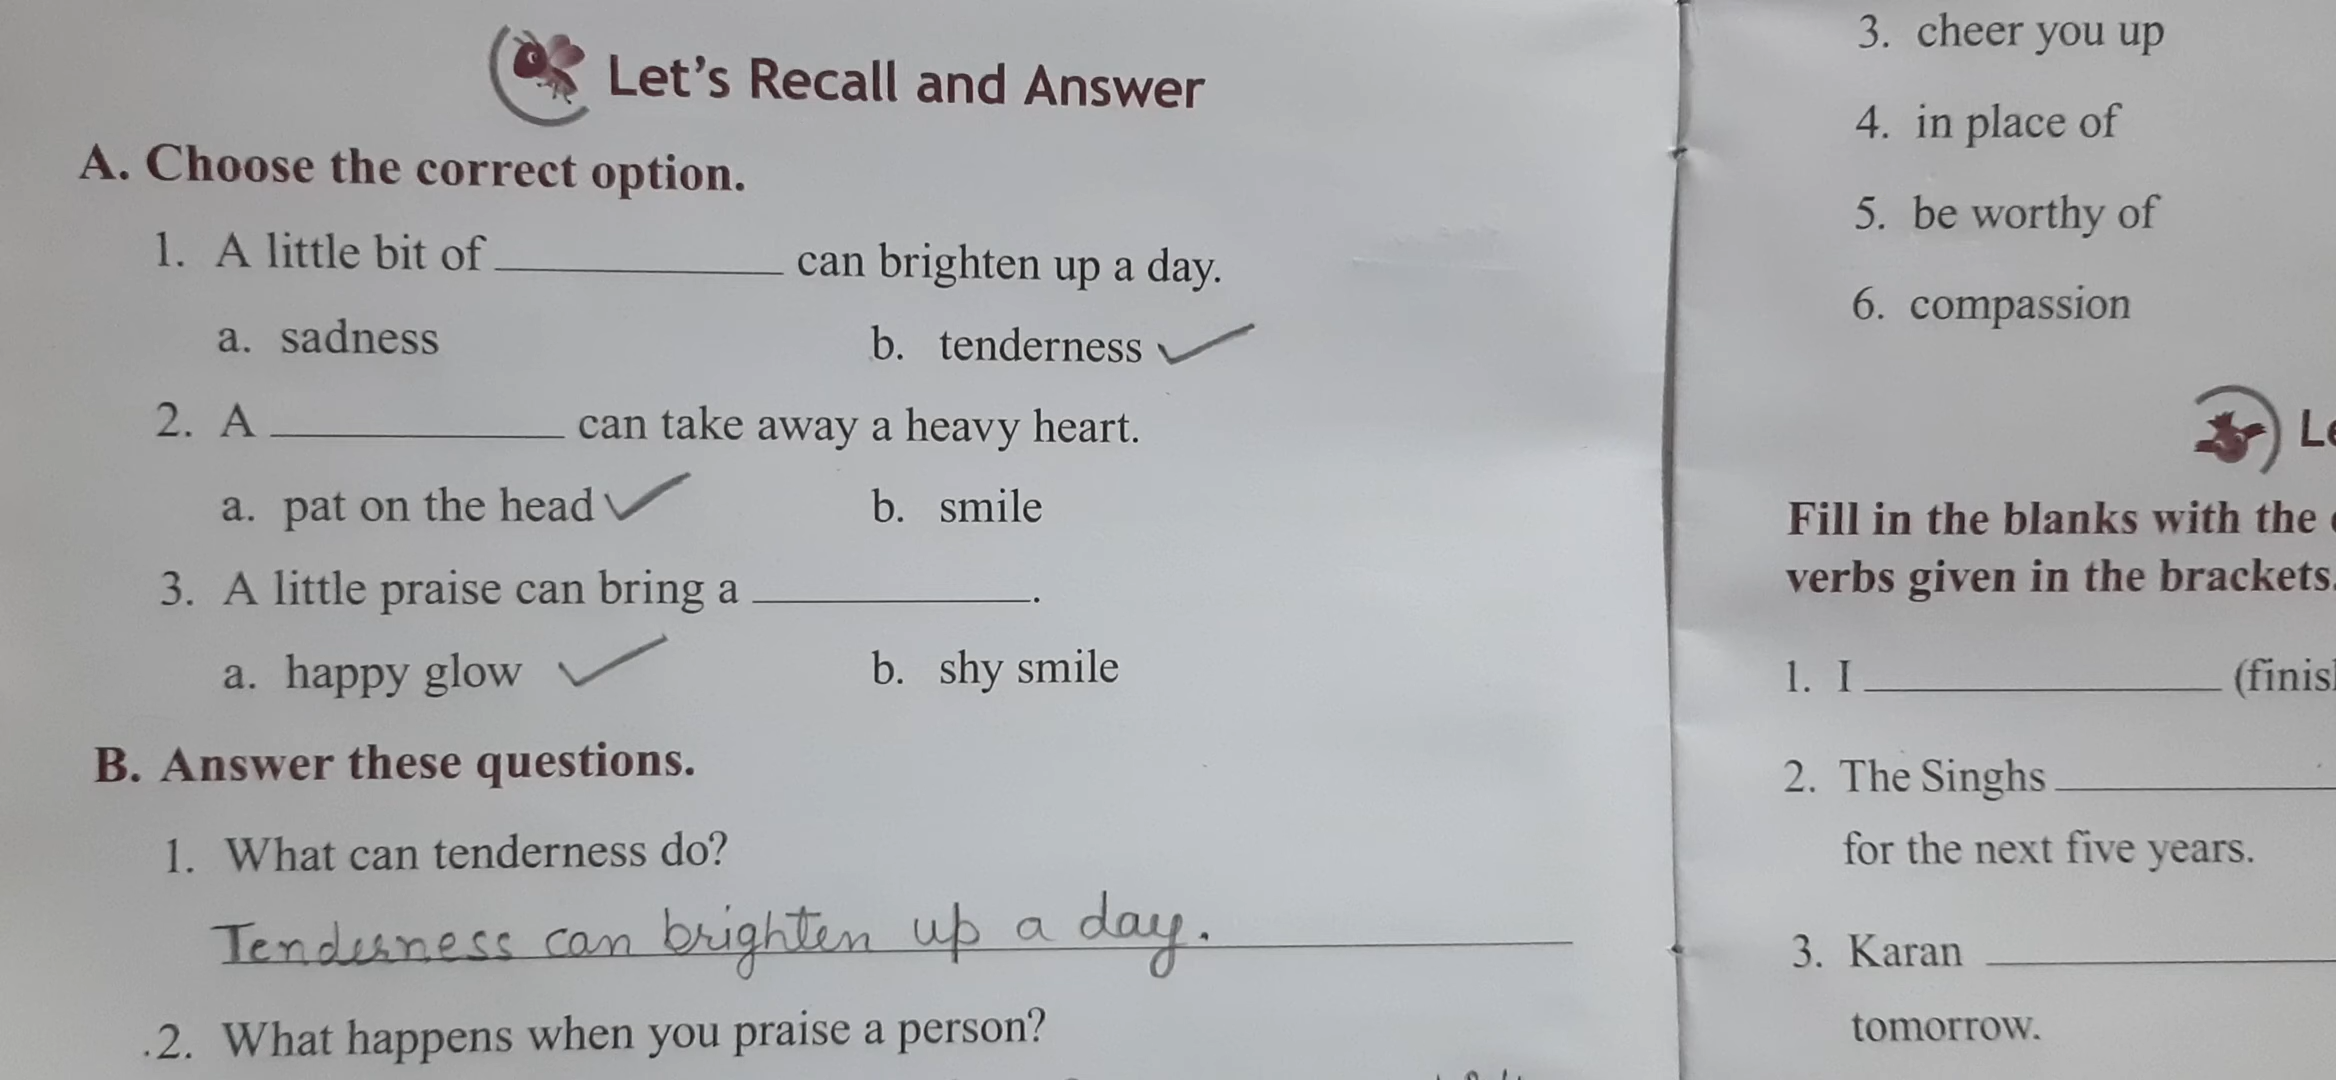 Let's Recall and Answer
A. Choose the correct option.
1. A little bit of ____________ can brighten up a day.
a. sadness b. tenderness ✓
2. A ____________ can take away a heavy heart.
a. pat on the head ✓ b. smile
3. A little praise can bring a ____________.
a. happy glow ✓ b. shy smile
B. Answer these questions.
1. What can tenderness do?
Tenderness can brighten up a day.
2. What happens when you praise a person?
3. cheer you up
4. in place of
5. be worthy of
6. compassion
Fill in the blanks with the
verbs given in the brackets.
1. I ____________
2. The Singhs ____________
for the next five years.
3. Karan ____________
tomorrow.